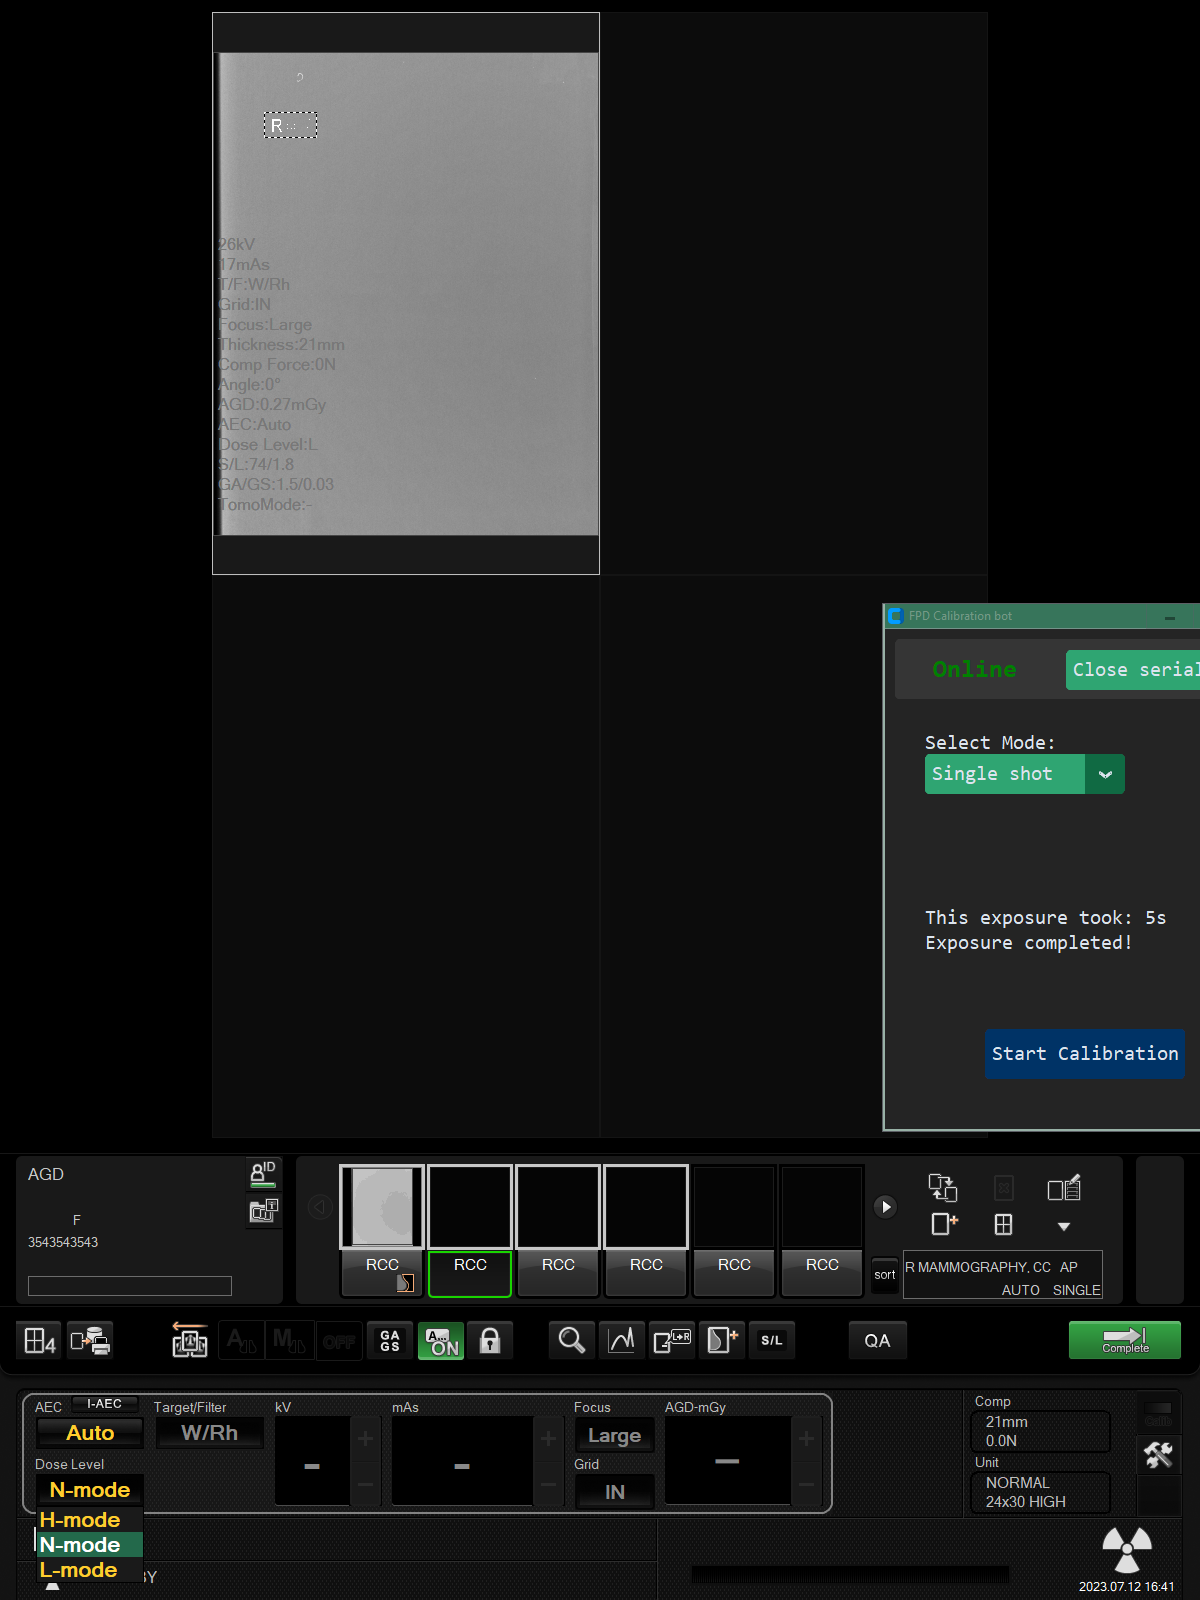 R
26kV
17mAs
T/F:W/Rh
Grid:IN
Focus:Large
Thickness:21mm
Comp Force:0N
Angle:0°
AGD:0.27mGy
AEC:Auto
Dose Level:L
S/L:74/1.8
GA/GS:1.5/0.03
TomoMode:-
FPD Calibration bot
Online
Close serial
Select Mode:
Single shot
This exposure took: 5s
Exposure completed!
Start Calibration
AGD
ID
F
3543543543
RCC
RCC
RCC
RCC
RCC
RCC
sort
R MAMMOGRAPHY, CC AP
AUTO SINGLE
4
A
M
OFF
GA
GS
A...
ON
L↔R
S/L
QA
Complete
AEC
I-AEC
Target/Filter
kV
mAs
Focus
AGD-mGy
Comp
Auto
W/Rh
Large
21mm
0.0N
Dose Level
Grid
Unit
N-mode
IN
NORMAL
24x30 HIGH
H-mode
N-mode
L-mode
BY
2023.07.12 16:41